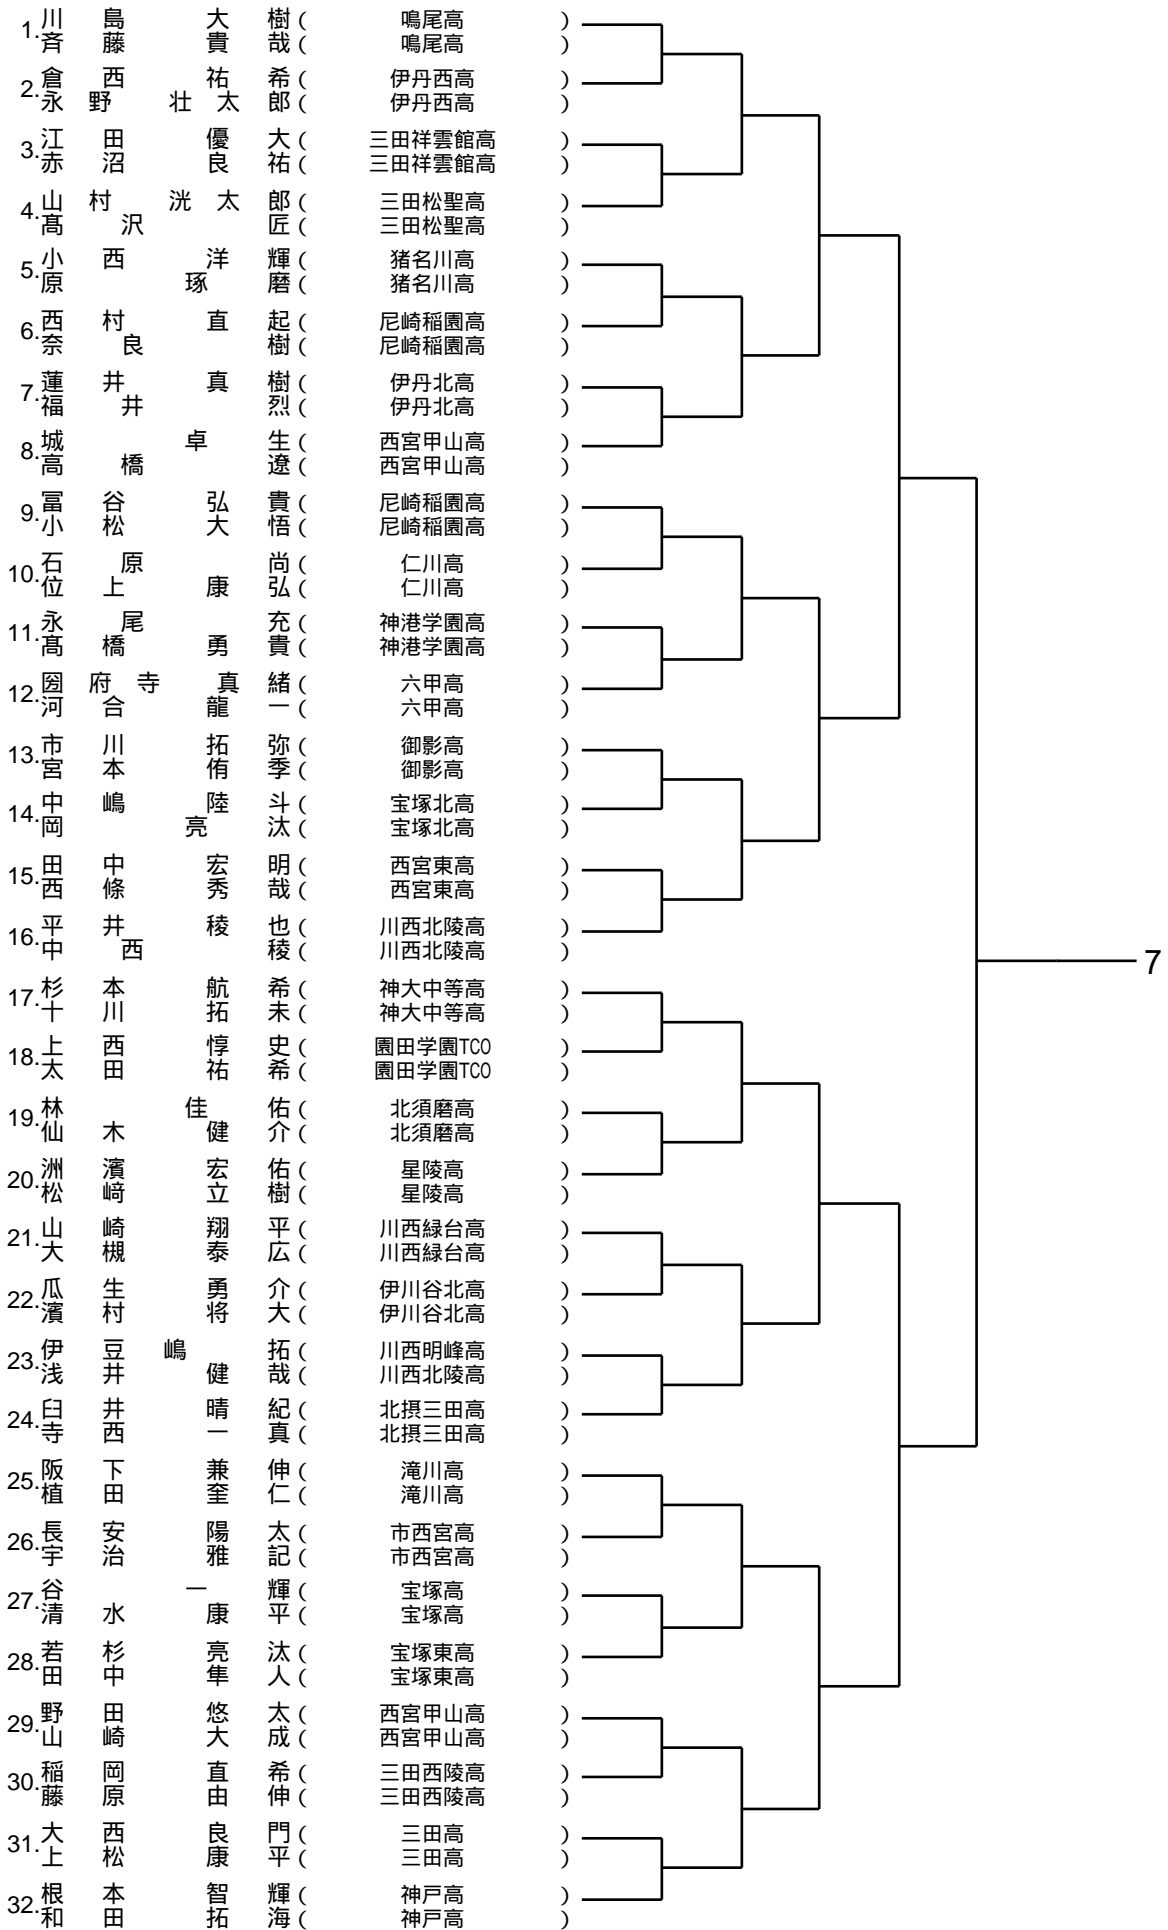 1.川島 大樹( 鳴尾高 )
斉藤 貴哉( 鳴尾高 )
2.倉西 祐希( 伊丹西高 )
永野 壮太郎( 伊丹西高 )
3.江田 優大( 三田祥雲館高 )
赤沼 良祐( 三田祥雲館高 )
4.山村 洸太郎( 三田松聖高 )
髙沢 匠( 三田松聖高 )
5.小西 洋輝( 猪名川高 )
原 琢磨( 猪名川高 )
6.西村 直起( 尼崎稲園高 )
奈良 樹( 尼崎稲園高 )
7.蓮井 真樹( 伊丹北高 )
福井 烈( 伊丹北高 )
8.城 卓生( 西宮甲山高 )
高橋 遼( 西宮甲山高 )
9.冨谷 弘貴( 尼崎稲園高 )
小松 大悟( 尼崎稲園高 )
10.石原 尚( 仁川高 )
位上 康弘( 仁川高 )
11.永尾 充( 神港学園高 )
髙橋 勇貴( 神港学園高 )
12.圀府寺 真緒( 六甲高 )
河合 龍一( 六甲高 )
13.市川 拓弥( 御影高 )
宮本 侑季( 御影高 )
14.中嶋 陸斗( 宝塚北高 )
岡 亮汰( 宝塚北高 )
15.田中 宏明( 西宮東高 )
西條 秀哉( 西宮東高 )
16.平井 稜也( 川西北陵高 )
中西 稜( 川西北陵高 )
7
17.杉本 航希( 神大中等高 )
十川 拓未( 神大中等高 )
18.上西 惇史( 園田学園TCO )
太田 祐希( 園田学園TCO )
19.林 佳佑( 北須磨高 )
仙木 健介( 北須磨高 )
20.洲濱 宏佑( 星陵高 )
松﨑 立樹( 星陵高 )
21.山崎 翔平( 川西緑台高 )
大槻 泰広( 川西緑台高 )
22.瓜生 勇介( 伊川谷北高 )
濱村 将大( 伊川谷北高 )
23.伊豆嶋 拓( 川西明峰高 )
浅井 健哉( 川西北陵高 )
24.臼井 晴紀( 北摂三田高 )
寺西 一真( 北摂三田高 )
25.阪下 兼伸( 滝川高 )
植田 奎仁( 滝川高 )
26.長安 陽太( 市西宮高 )
宇治 雅記( 市西宮高 )
27.谷 一輝( 宝塚高 )
清水 康平( 宝塚高 )
28.若杉 亮汰( 宝塚東高 )
田中 隼人( 宝塚東高 )
29.野田 悠太( 西宮甲山高 )
山崎 大成( 西宮甲山高 )
30.稲岡 直希( 三田西陵高 )
藤原 由伸( 三田西陵高 )
31.大西 良門( 三田高 )
上松 康平( 三田高 )
32.根本 智輝( 神戸高 )
和田 拓海( 神戸高 )